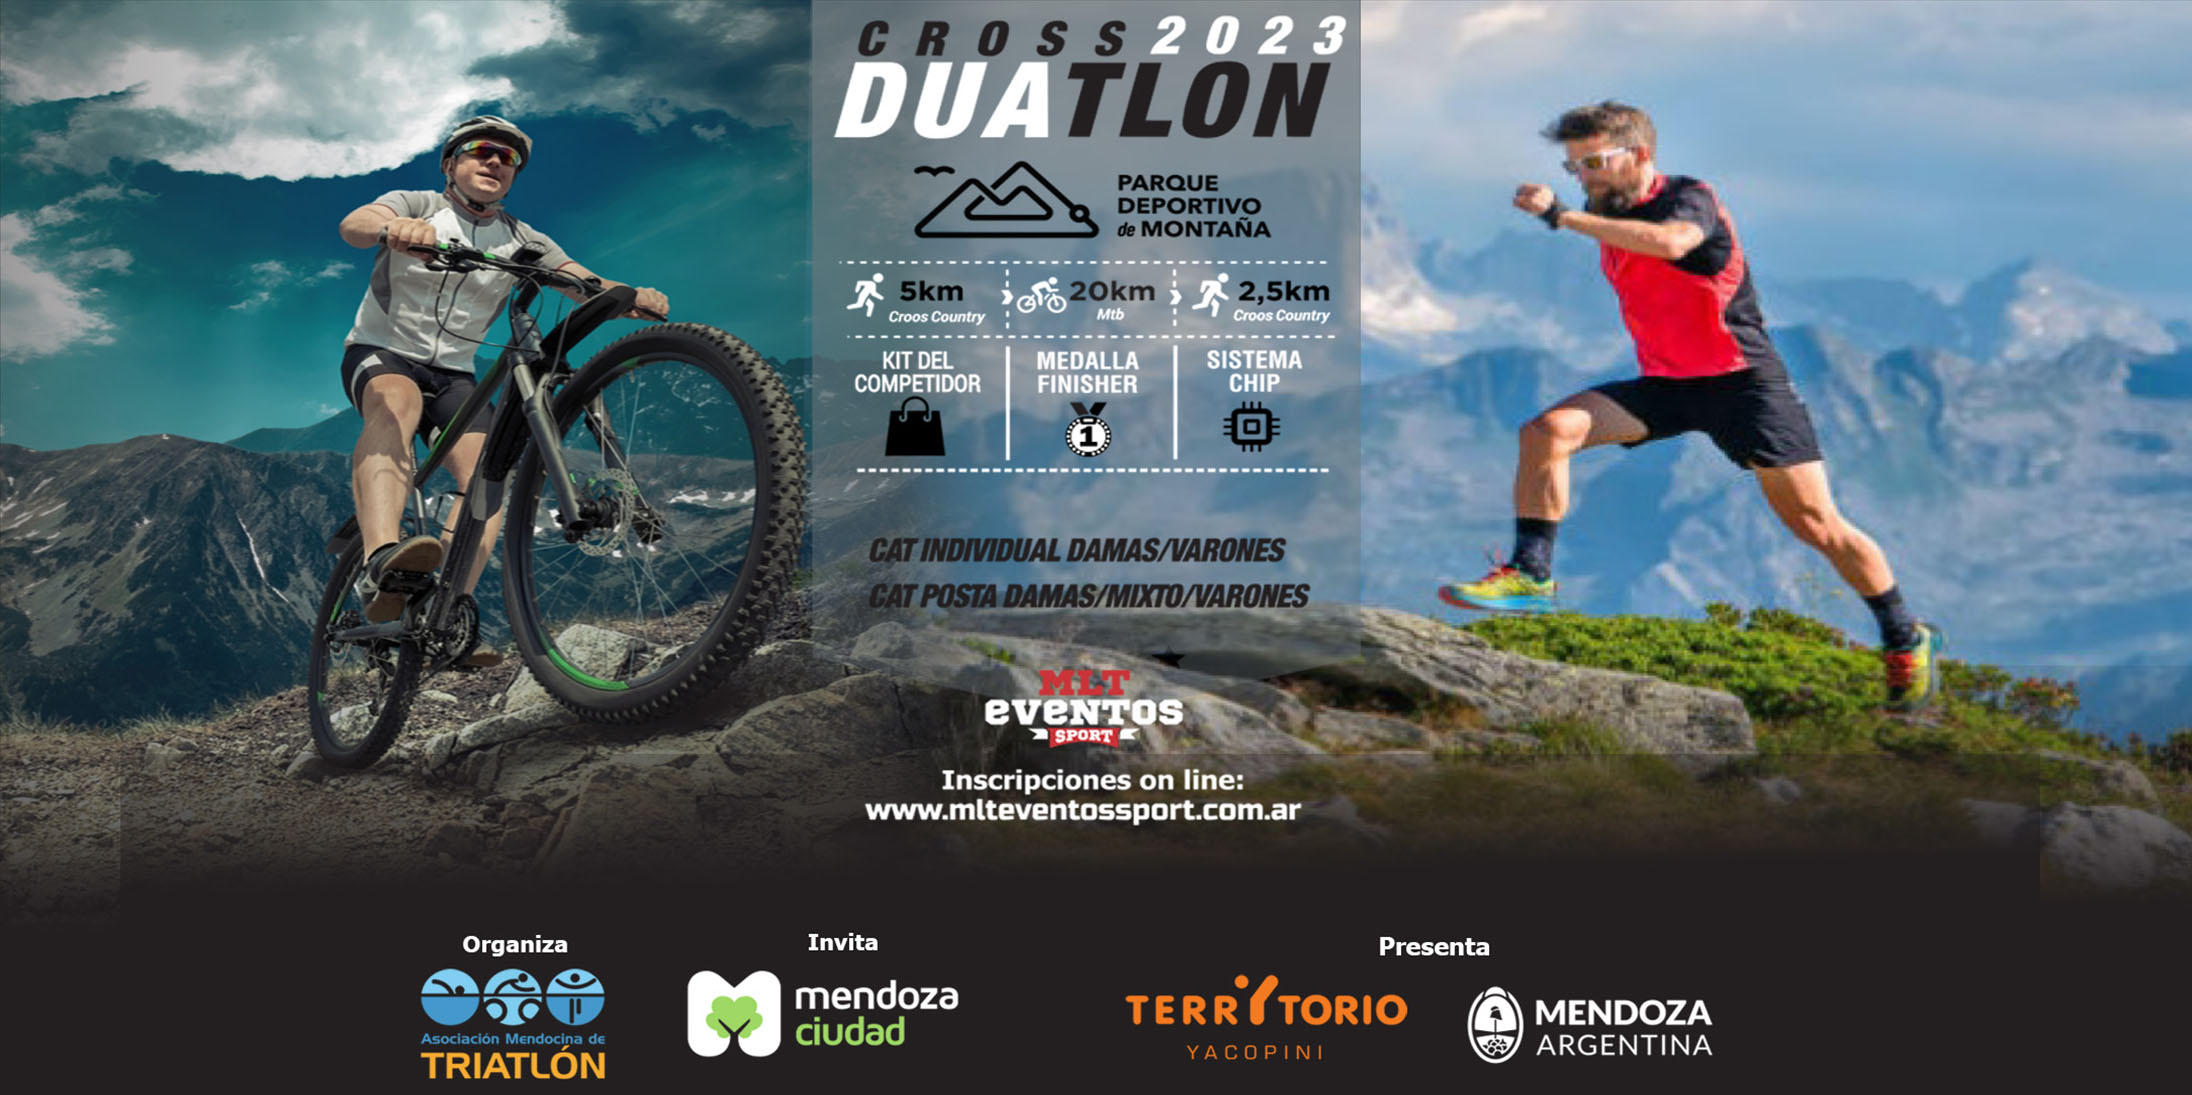 CROSS 2023
DUATLON
PARQUE
DEPORTIVO
de MONTAÑA
5km
Croos Country
20km
Mtb
2,5km
Croos Country
KIT DEL
COMPETIDOR
MEDALLA
FINISHER
1
SISTEMA
CHIP
CAT INDIVIDUAL DAMAS/VARONES
CAT POSTA DAMAS/MIXTO/VARONES
MLT
eveNTOS
SPORT
Inscripciones on line:
www.mlteventossport.com.ar
Organiza
Asociación Mendocina de
TRIATLÓN
Invita
mendoza
ciudad
Presenta
TERRYTORIO
YACOPINI
MENDOZA
ARGENTINA